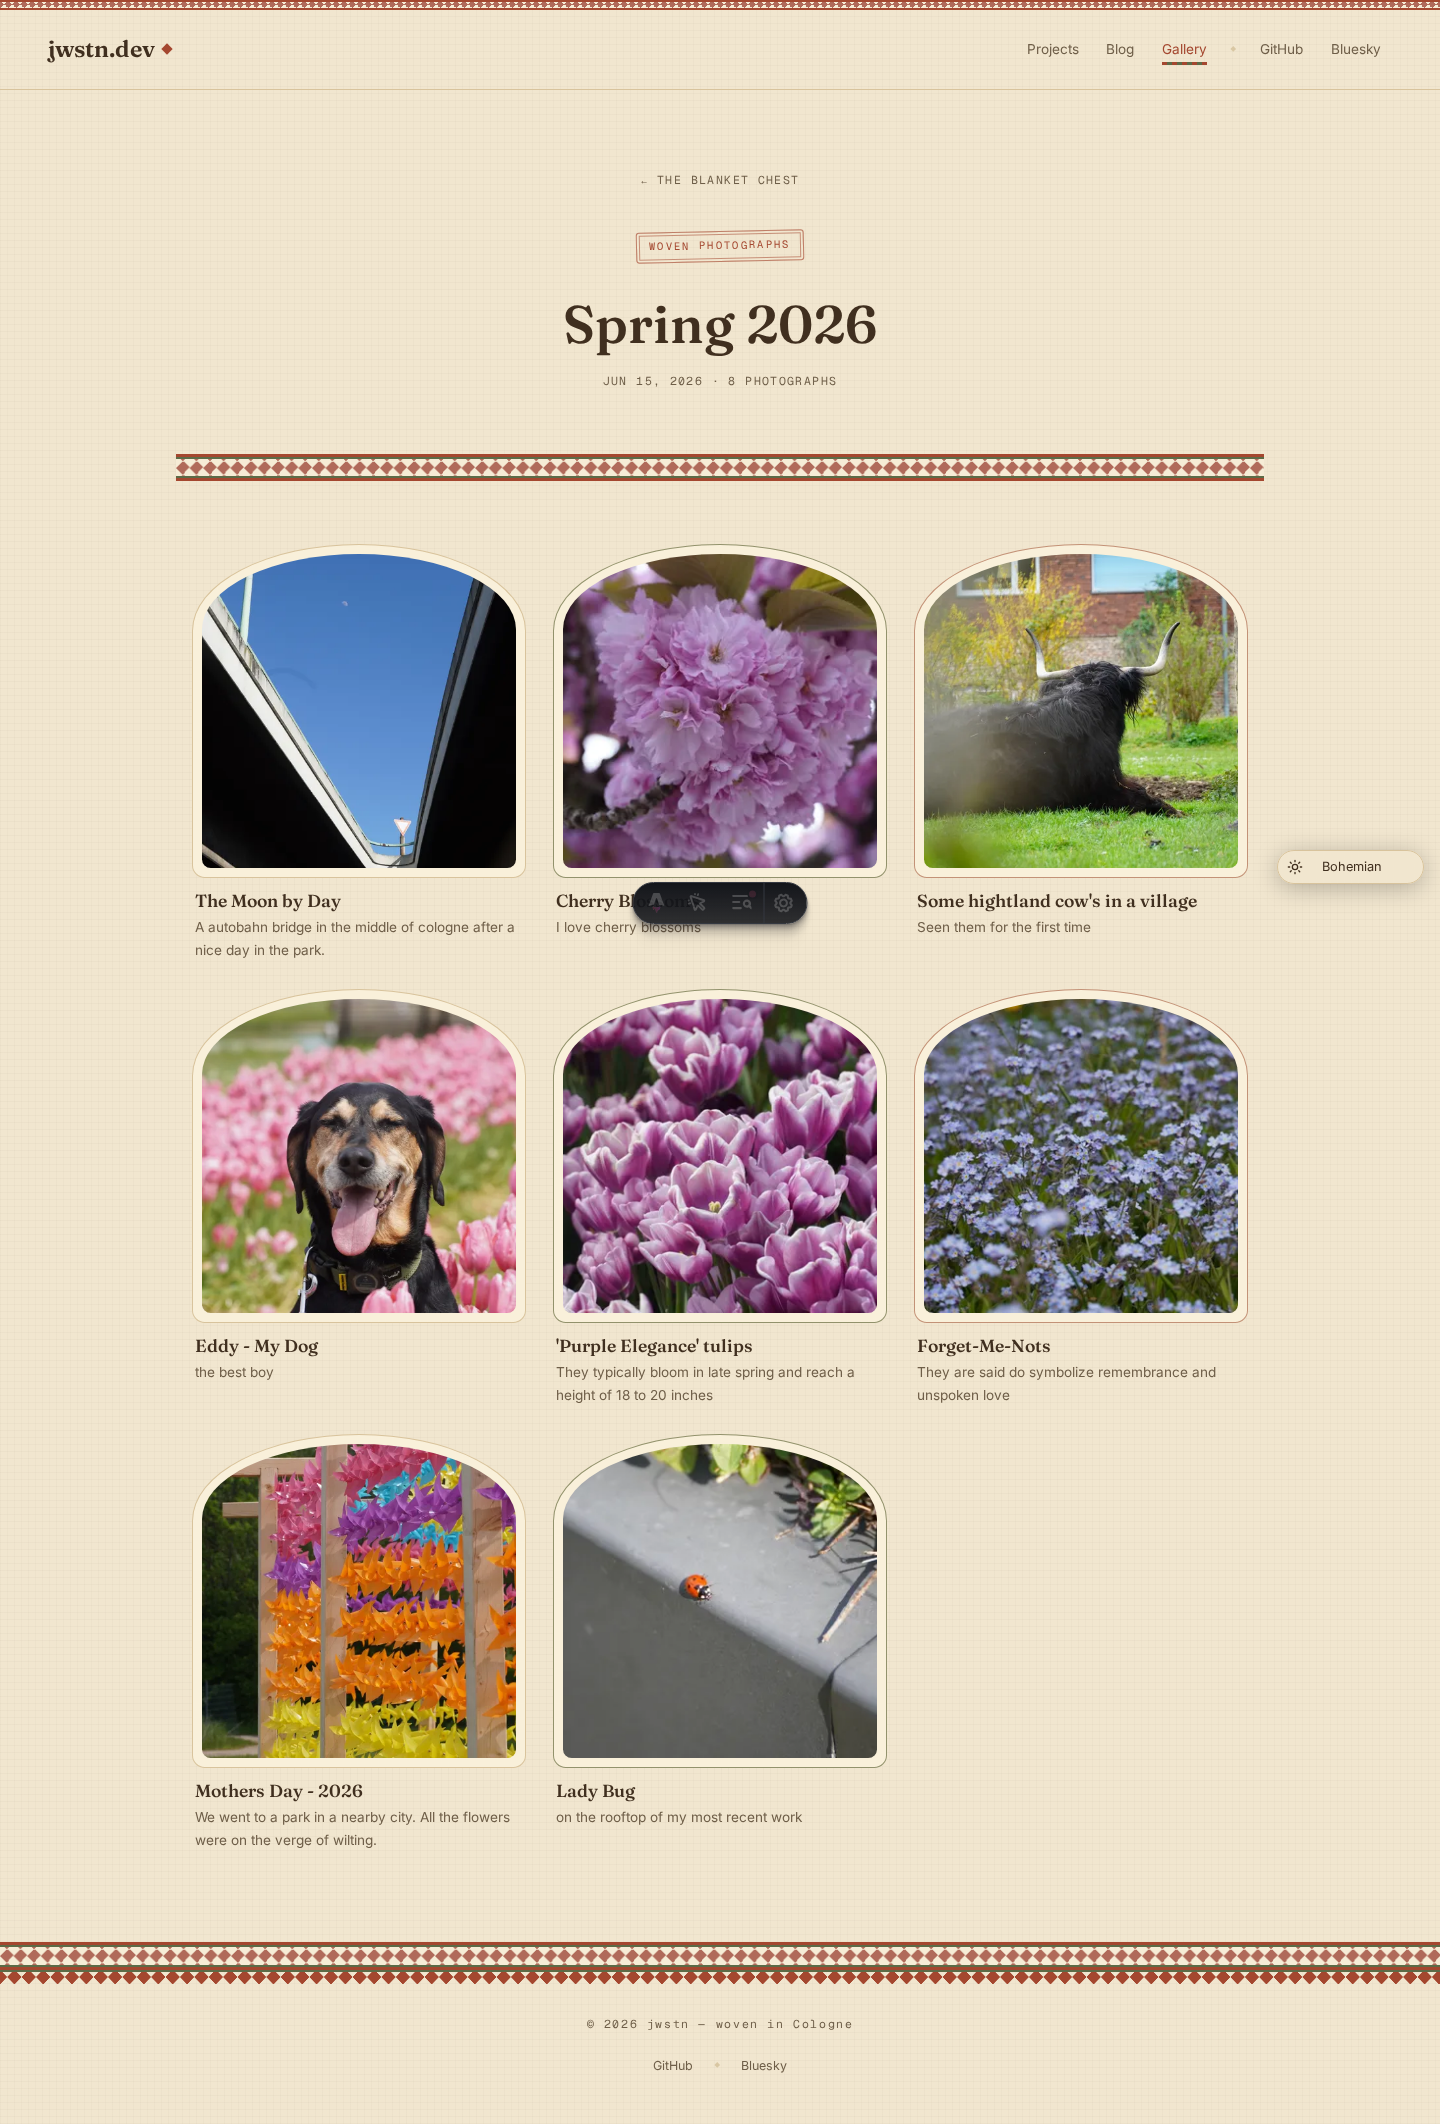 jwstn.dev
Projects Blog Gallery GitHub Bluesky
← THE BLANKET CHEST
WOVEN PHOTOGRAPHS
Spring 2026
JUN 15, 2026 · 8 PHOTOGRAPHS
The Moon by Day
A autobahn bridge in the middle of cologne after a
nice day in the park.
Cherry
I love cherry blossoms
Some hightland cow's in a village
Seen them for the first time
Bohemian
Eddy - My Dog
the best boy
'Purple Elegance' tulips
They typically bloom in late spring and reach a
height of 18 to 20 inches
Forget-Me-Nots
They are said do symbolize remembrance and
unspoken love
Mothers Day - 2026
We went to a park in a nearby city. All the flowers
were on the verge of wilting.
Lady Bug
on the rooftop of my most recent work
© 2026 jwstn — woven in Cologne
GitHub Bluesky